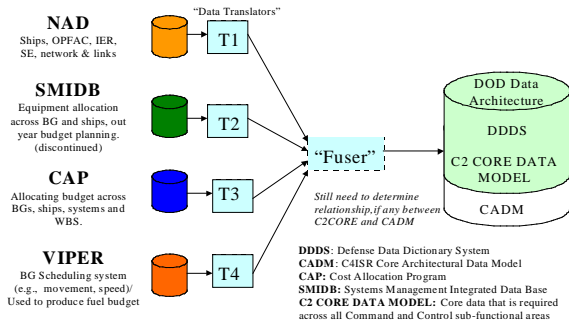 "Data Translators"
NAD
Ships, OPFAC, IER,
SE, network & links
T1
SMIDB
Equipment allocation
across BG and ships, out
year budget planning.
(discontinued)
T2
CAP
Allocating budget across
BGs, ships, systems and
WBS.
T3
VIPER
BG Scheduling system
(e.g., movement, speed)/
Used to produce fuel budget
T4
"Fuser"
Still need to determine
relationship,if any between
C2CORE and CADM
DOD Data
Architecture
DDDS
C2 CORE DATA
MODEL
CADM
DDDS: Defense Data Dictionary System
CADM: C4ISR Core Architectural Data Model
CAP: Cost Allocation Program
SMIDB: Systems Management Integrated Data Base
C2 CORE DATA MODEL: Core data that is required
across all Command and Control sub-functional areas